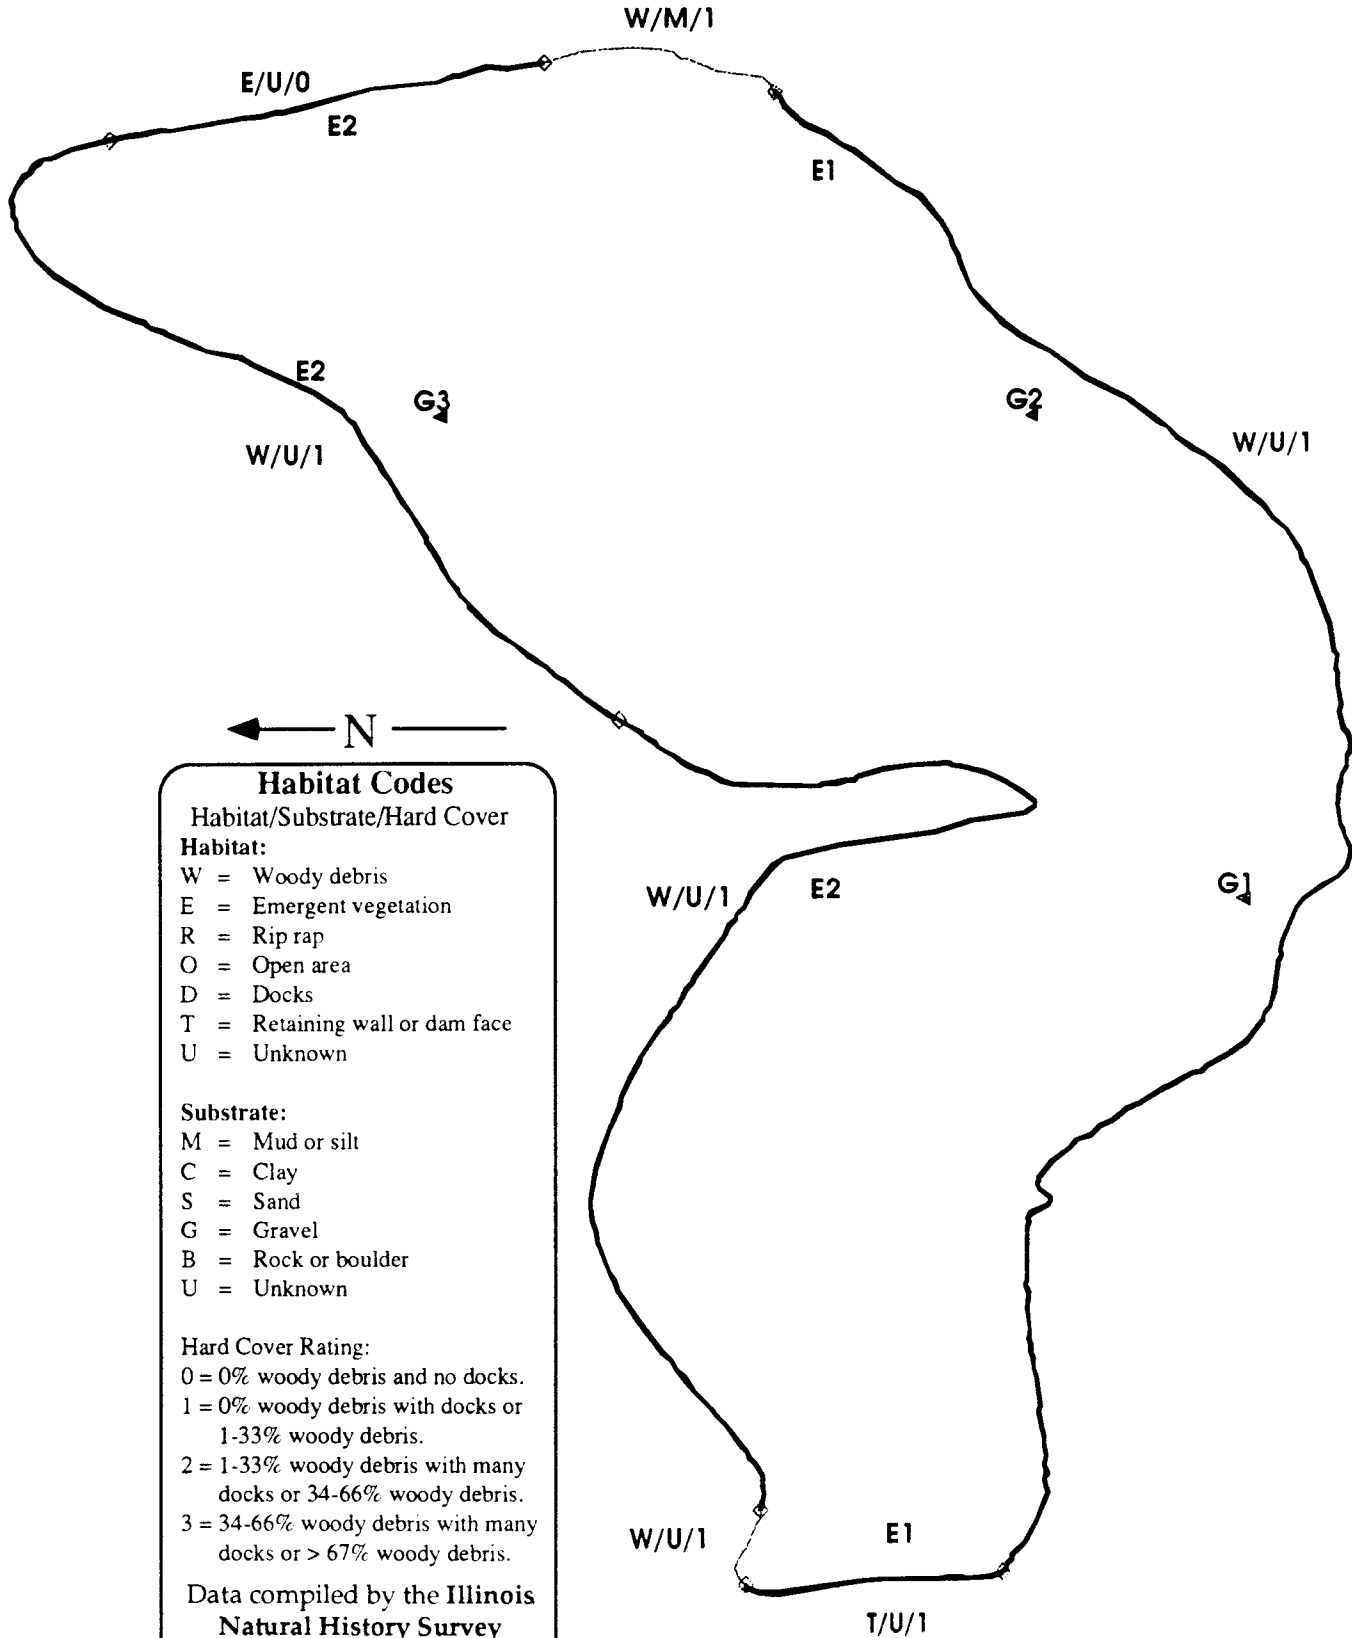 W/M/1
E/U/0
E2
E1
E2
G3
G2
W/U/1
W/U/1
N
Habitat Codes
Habitat/Substrate/Hard Cover
Habitat:
W = Woody debris
E = Emergent vegetation
R = Rip rap
O = Open area
D = Docks
T = Retaining wall or dam face
U = Unknown
Substrate:
M = Mud or silt
C = Clay
S = Sand
G = Gravel
B = Rock or boulder
U = Unknown
Hard Cover Rating:
0 = 0% woody debris and no docks.
1 = 0% woody debris with docks or
1-33% woody debris.
2 = 1-33% woody debris with many
docks or 34-66% woody debris.
3 = 34-66% woody debris with many
docks or > 67% woody debris.
Data compiled by the Illinois
Natural History Survey
W/U/1
E2
G1
W/U/1
E1
T/U/1